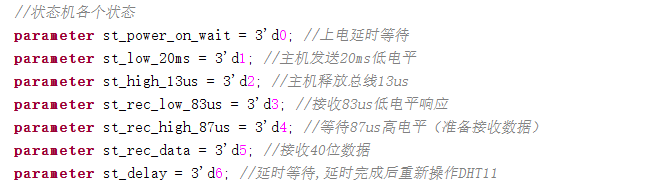 //状态机各个状态
parameter st_power_on_wait = 3'd0; //上电延时等待
parameter st_low_20ms = 3'd1; //主机发送20ms低电平
parameter st_high_13us = 3'd2; //主机释放总线13us
parameter st_rec_low_83us = 3'd3; //接收83us低电平响应
parameter st_rec_high_87us = 3'd4; //等待87us高电平（准备接收数据）
parameter st_rec_data = 3'd5; //接收40位数据
parameter st_delay = 3'd6; //延时等待,延时完成后重新操作DHT11